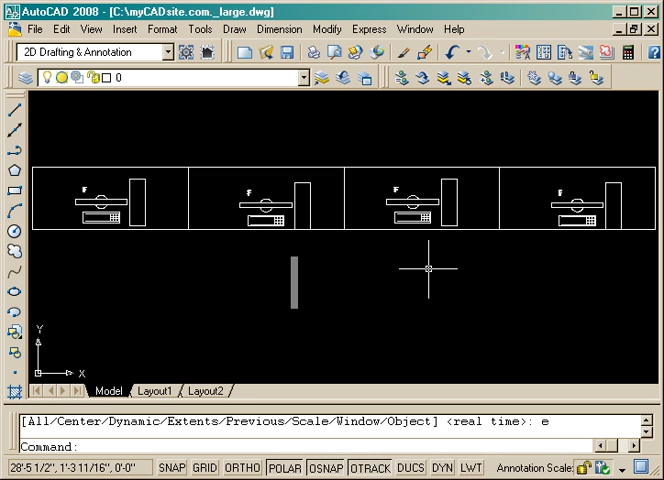 AutoCAD 2008 - [C:\myCADsite.com._large.dwg]
File Edit View Insert Format Tools Draw Dimension Modify Express Window Help
2D Drafting & Annotation
0
F F F F
Y
X
Model Layout1 Layout2
[All/Center/Dynamic/Extents/Previous/Scale/Window/Object] <real time>: e
Command:
28'-5 1/2", 1'-3 11/16", 0'-0" SNAP GRID ORTHO POLAR OSNAP OTRACK DUCS DYN LWT Annotation Scale: